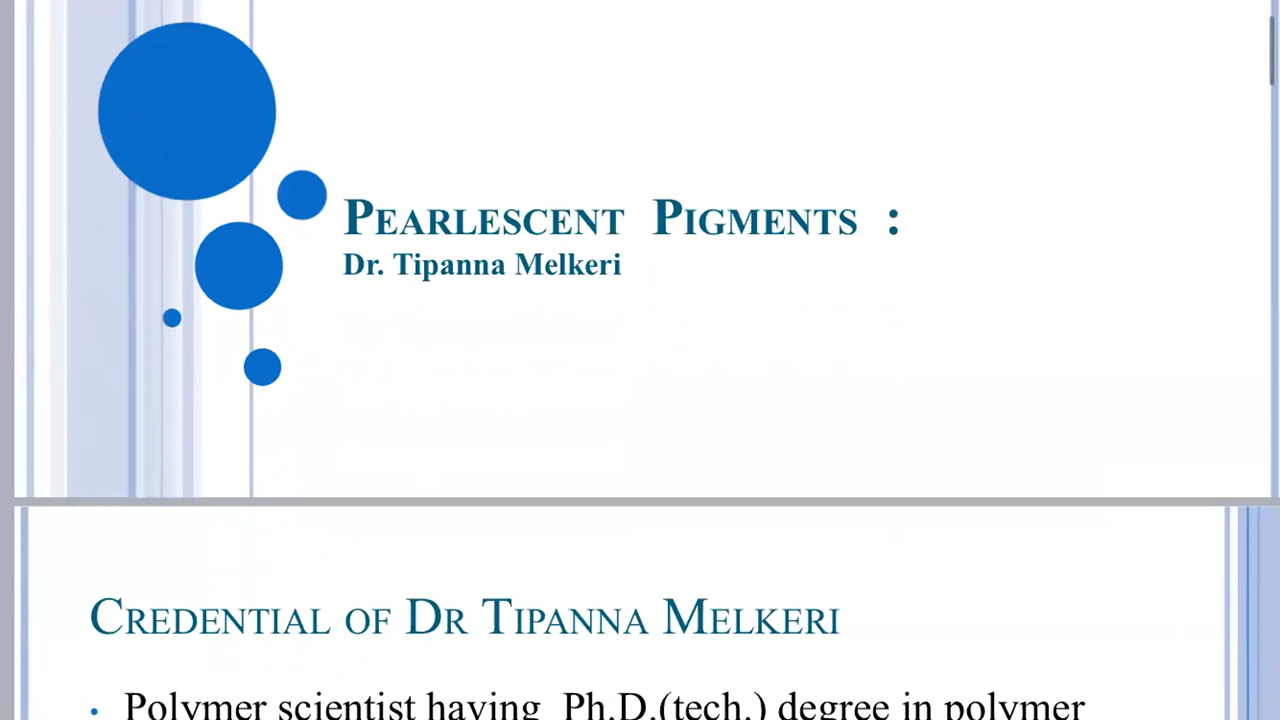 Pearlescent Pigments :
Dr. Tipanna Melkeri
Credential of Dr Tipanna Melkeri
• Polymer scientist having Ph.D.(tech.) degree in polymer